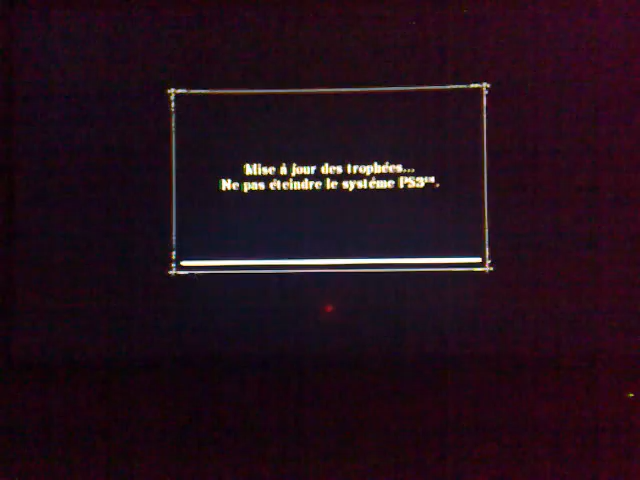 Mise à jour des trophées...
Ne pas éteindre le système PS3™.